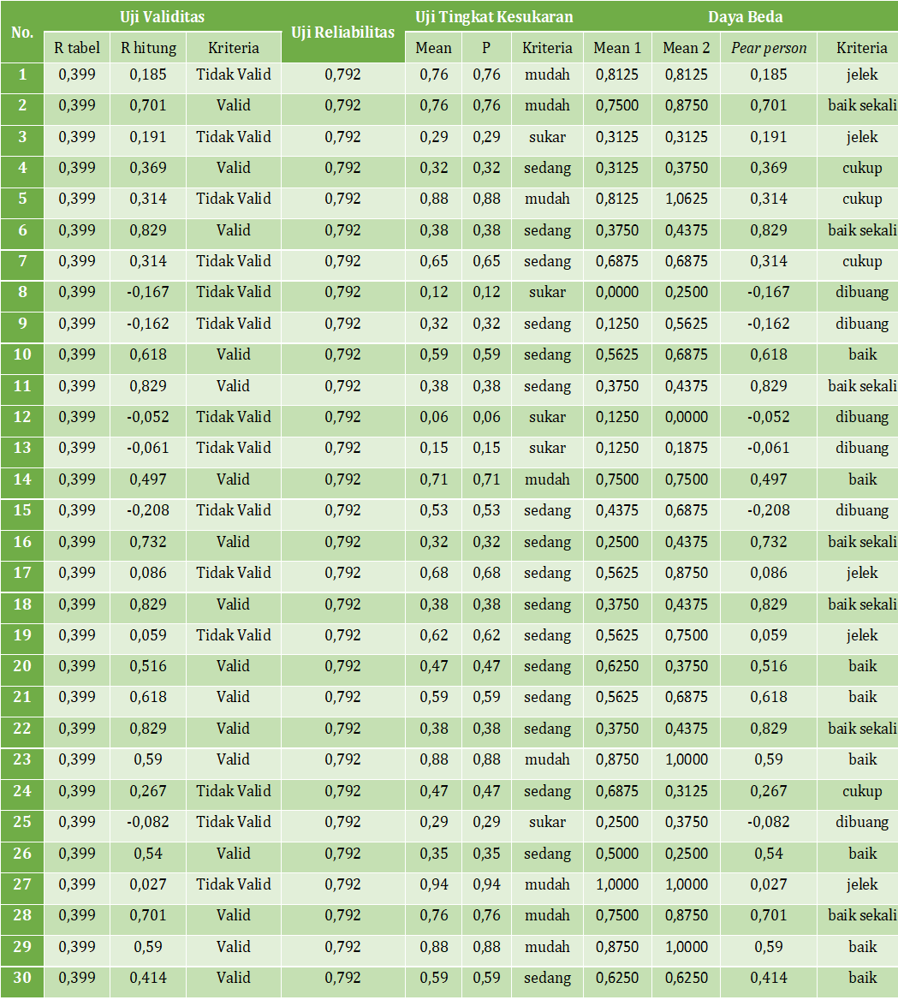 No. Uji Validitas Uji Reliabilitas Uji Tingkat Kesukaran Daya Beda
R tabel R hitung Kriteria Mean P Kriteria Mean 1 Mean 2 Pear person Kriteria
1 0,399 0,185 Tidak Valid 0,792 0,76 0,76 mudah 0,8125 0,8125 0,185 jelek
2 0,399 0,701 Valid 0,792 0,76 0,76 mudah 0,7500 0,8750 0,701 baik sekali
3 0,399 0,191 Tidak Valid 0,792 0,29 0,29 sukar 0,3125 0,3125 0,191 jelek
4 0,399 0,369 Valid 0,792 0,32 0,32 sedang 0,3125 0,3750 0,369 cukup
5 0,399 0,314 Tidak Valid 0,792 0,88 0,88 mudah 0,8125 1,0625 0,314 cukup
6 0,399 0,829 Valid 0,792 0,38 0,38 sedang 0,3750 0,4375 0,829 baik sekali
7 0,399 0,314 Tidak Valid 0,792 0,65 0,65 sedang 0,6875 0,6875 0,314 cukup
8 0,399 -0,167 Tidak Valid 0,792 0,12 0,12 sukar 0,0000 0,2500 -0,167 dibuang
9 0,399 -0,162 Tidak Valid 0,792 0,32 0,32 sedang 0,1250 0,5625 -0,162 dibuang
10 0,399 0,618 Valid 0,792 0,59 0,59 sedang 0,5625 0,6875 0,618 baik
11 0,399 0,829 Valid 0,792 0,38 0,38 sedang 0,3750 0,4375 0,829 baik sekali
12 0,399 -0,052 Tidak Valid 0,792 0,06 0,06 sukar 0,1250 0,0000 -0,052 dibuang
13 0,399 -0,061 Tidak Valid 0,792 0,15 0,15 sukar 0,1250 0,1875 -0,061 dibuang
14 0,399 0,497 Valid 0,792 0,71 0,71 mudah 0,7500 0,7500 0,497 baik
15 0,399 -0,208 Tidak Valid 0,792 0,53 0,53 sedang 0,4375 0,6875 -0,208 dibuang
16 0,399 0,732 Valid 0,792 0,32 0,32 sedang 0,2500 0,4375 0,732 baik sekali
17 0,399 0,086 Tidak Valid 0,792 0,68 0,68 sedang 0,5625 0,8750 0,086 jelek
18 0,399 0,829 Valid 0,792 0,38 0,38 sedang 0,3750 0,4375 0,829 baik sekali
19 0,399 0,059 Tidak Valid 0,792 0,62 0,62 sedang 0,5625 0,7500 0,059 jelek
20 0,399 0,516 Valid 0,792 0,47 0,47 sedang 0,6250 0,3750 0,516 baik
21 0,399 0,618 Valid 0,792 0,59 0,59 sedang 0,5625 0,6875 0,618 baik
22 0,399 0,829 Valid 0,792 0,38 0,38 sedang 0,3750 0,4375 0,829 baik sekali
23 0,399 0,59 Valid 0,792 0,88 0,88 mudah 0,8750 1,0000 0,59 baik
24 0,399 0,267 Tidak Valid 0,792 0,47 0,47 sedang 0,6875 0,3125 0,267 cukup
25 0,399 -0,082 Tidak Valid 0,792 0,29 0,29 sukar 0,2500 0,3750 -0,082 dibuang
26 0,399 0,54 Valid 0,792 0,35 0,35 sedang 0,5000 0,2500 0,54 baik
27 0,399 0,027 Tidak Valid 0,792 0,94 0,94 mudah 1,0000 1,0000 0,027 jelek
28 0,399 0,701 Valid 0,792 0,76 0,76 mudah 0,7500 0,8750 0,701 baik sekali
29 0,399 0,59 Valid 0,792 0,88 0,88 mudah 0,8750 1,0000 0,59 baik
30 0,399 0,414 Valid 0,792 0,59 0,59 sedang 0,6250 0,6250 0,414 baik